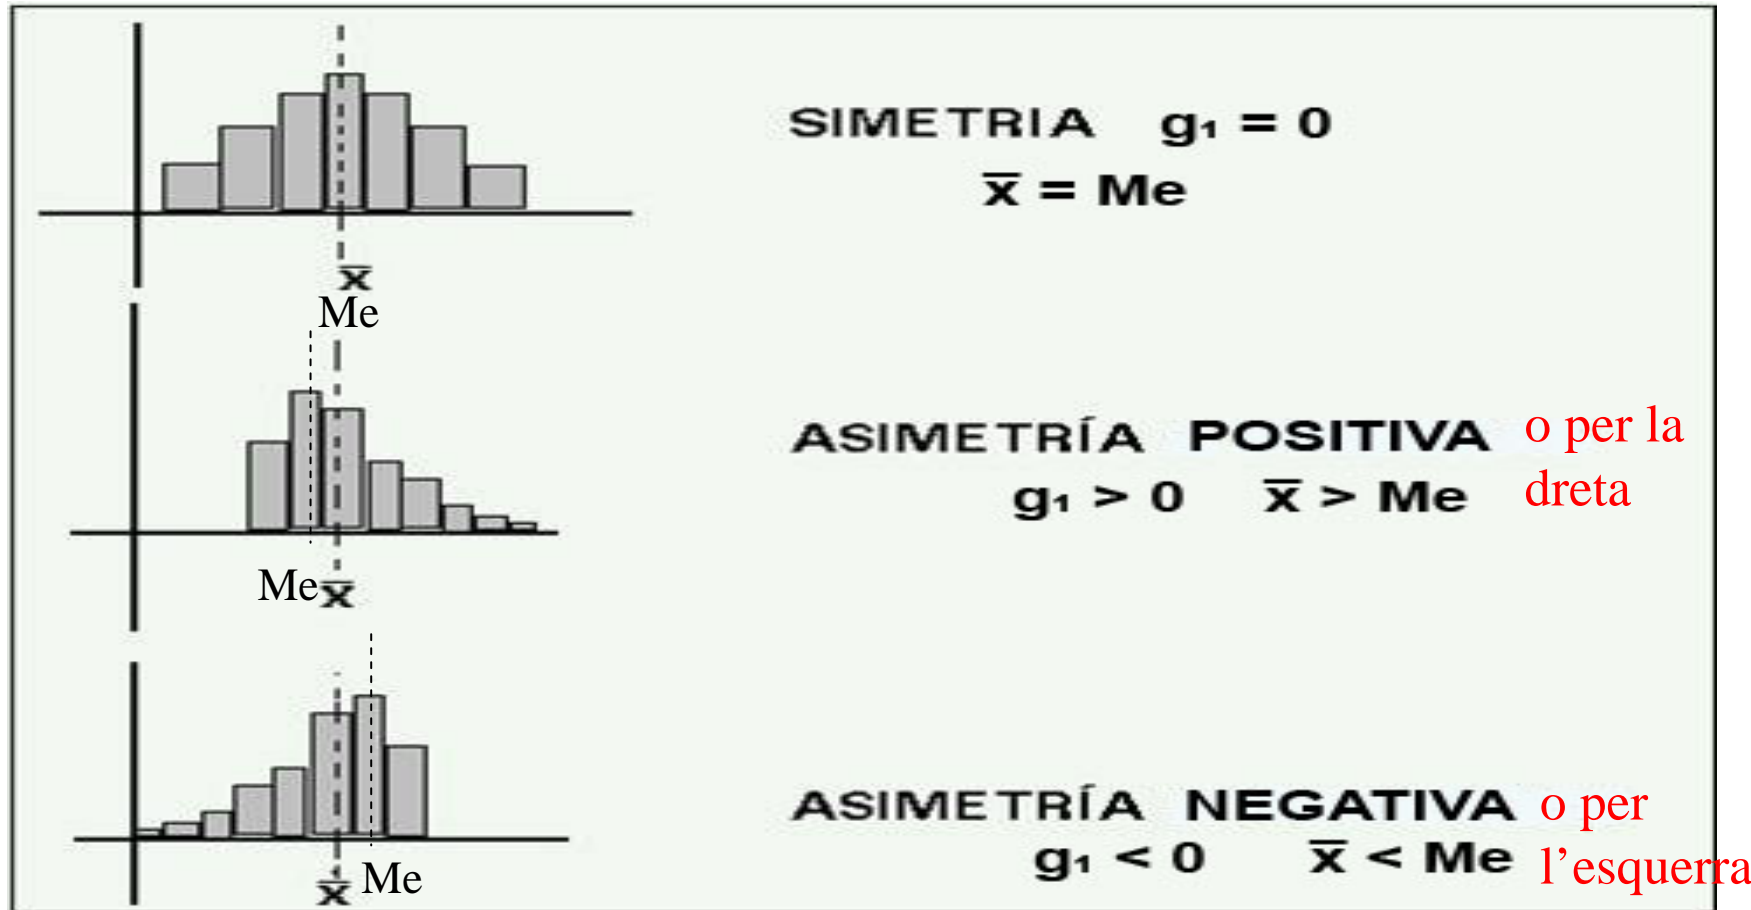 SIMETRIA g₁ = 0
x̅ = Me
x̅
Me
ASIMETRÍA POSITIVA o per la
g₁ > 0 x̅ > Me dreta
Me x̅
ASIMETRÍA NEGATIVA o per
g₁ < 0 x̅ < Me l’esquerra
x̅ Me